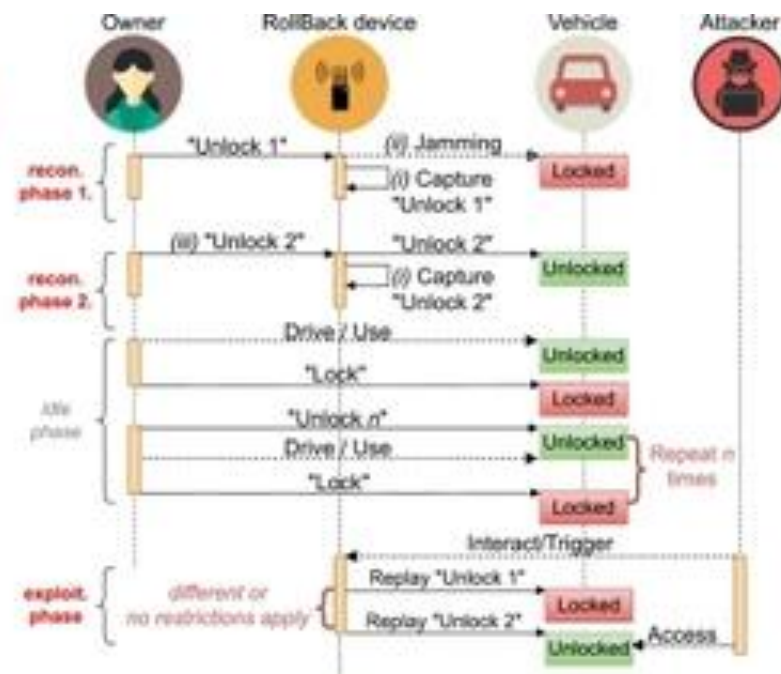 Owner
RollBack device
Vehicle
Attacker
recon.
phase 1.
"Unlock 1"
(ii) Jamming
Locked
(i) Capture
"Unlock 1"
recon.
phase 2.
(iii) "Unlock 2"
"Unlock 2"
Unlocked
(i) Capture
"Unlock 2"
idle
phase
Drive / Use
Unlocked
"Lock"
Locked
"Unlock n"
Unlocked
Drive / Use
Repeat n
times
"Lock"
Locked
Interact/Trigger
exploit.
phase
different or
no restrictions apply
Replay "Unlock 1"
Locked
Replay "Unlock 2"
Unlocked
Access